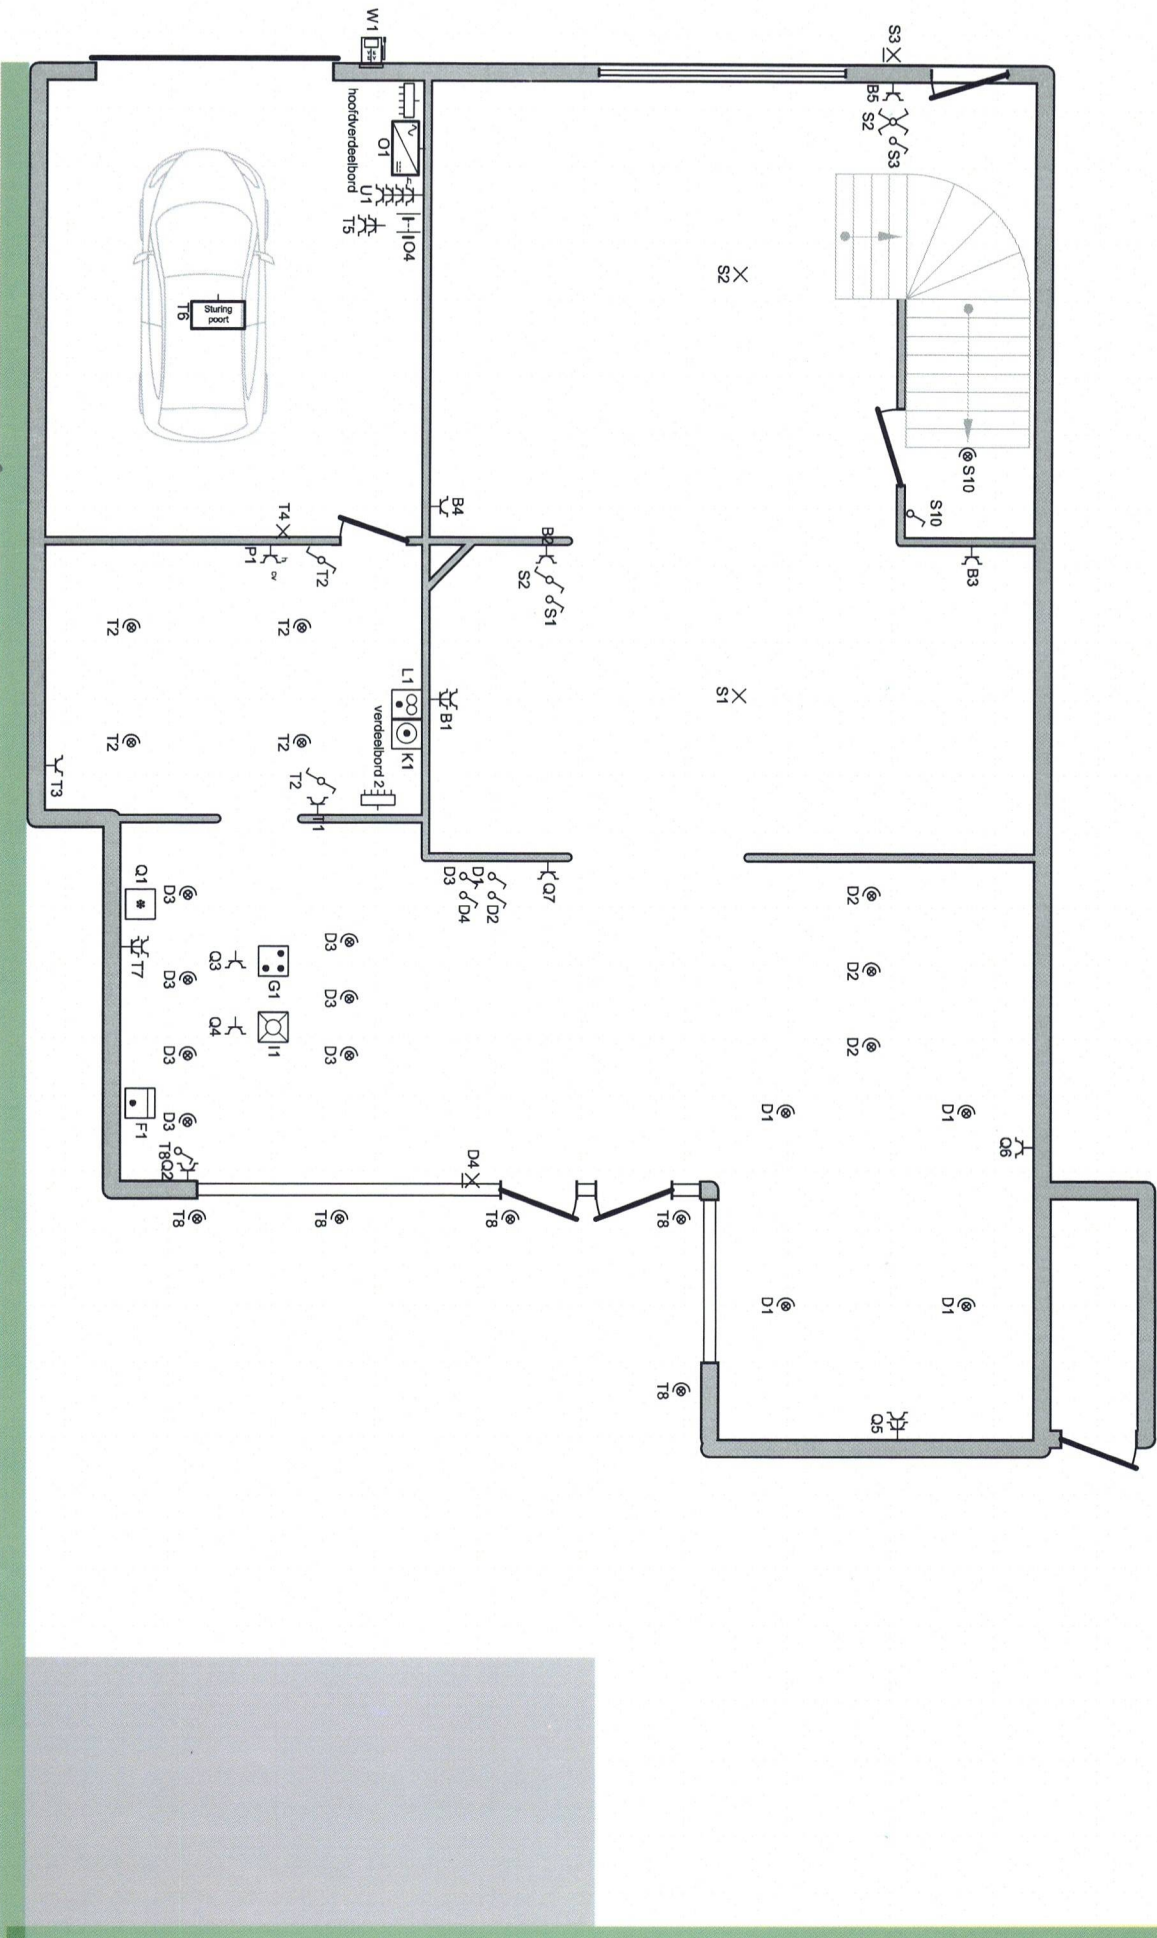 W1
S3
hoofdverdeelbord
O1
U1
T5
IO4
B5
S2
S3
S2
T6
Sturing
poort
S10
S10
B4
B2
S2
S1
B3
T4
P1
CV
T2
T2
T2
T2
T2
T2
L1
K1
B1
S1
verdeelbord 2
T3
T1
Q7
D1
D2
D3
D4
Q1
D3
T7
D3
Q3
G1
D3
D3
D3
Q4
I1
D3
D3
F1
T8
Q2
D4
D2
D2
D2
D1
D1
Q6
T8
T8
T8
T8
D1
D1
T8
Q5